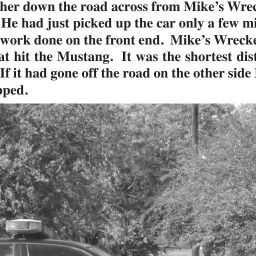 her down the road across from Mike's Wrec
He had just picked up the car only a few mi
work done on the front end. Mike's Wrecke
at hit the Mustang. It was the shortest dist
If it had gone off the road on the other side
pped.